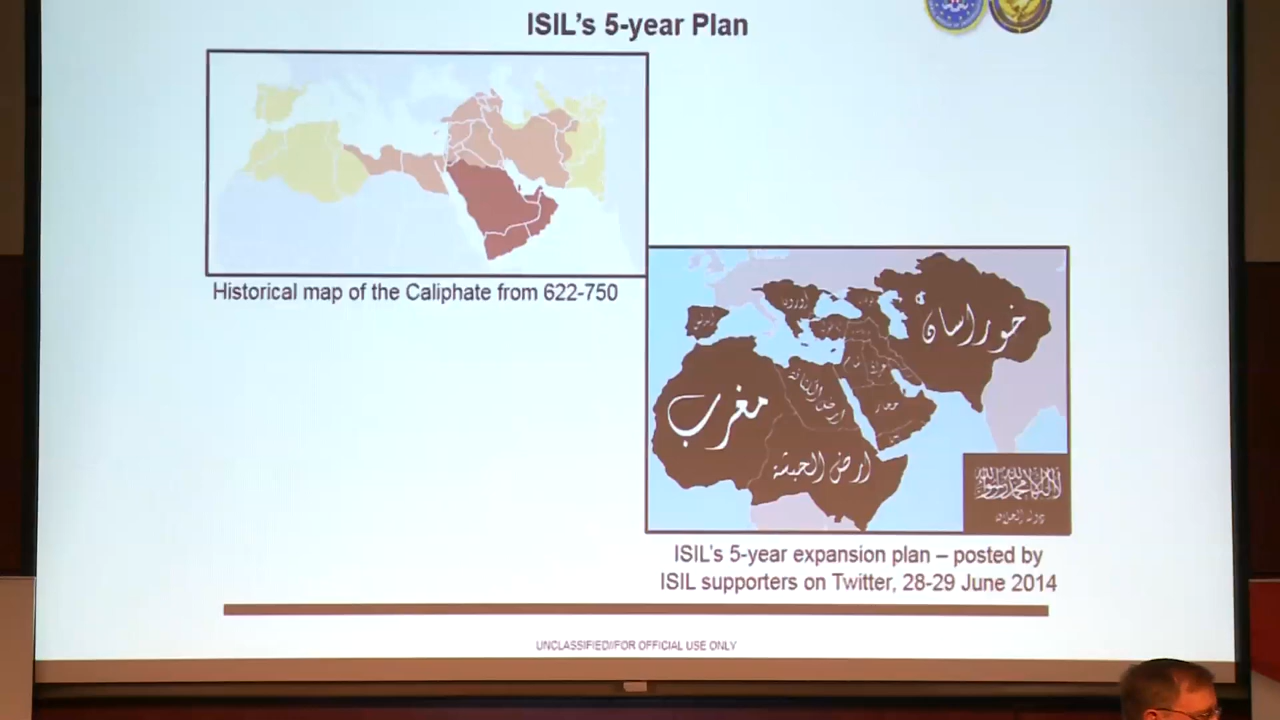 ISIL's 5-year Plan
Historical map of the Caliphate from 622-750
خوراسان
مغرب
ارض الحبشة
ISIL's 5-year expansion plan – posted by
ISIL supporters on Twitter, 28-29 June 2014
UNCLASSIFIED//FOR OFFICIAL USE ONLY